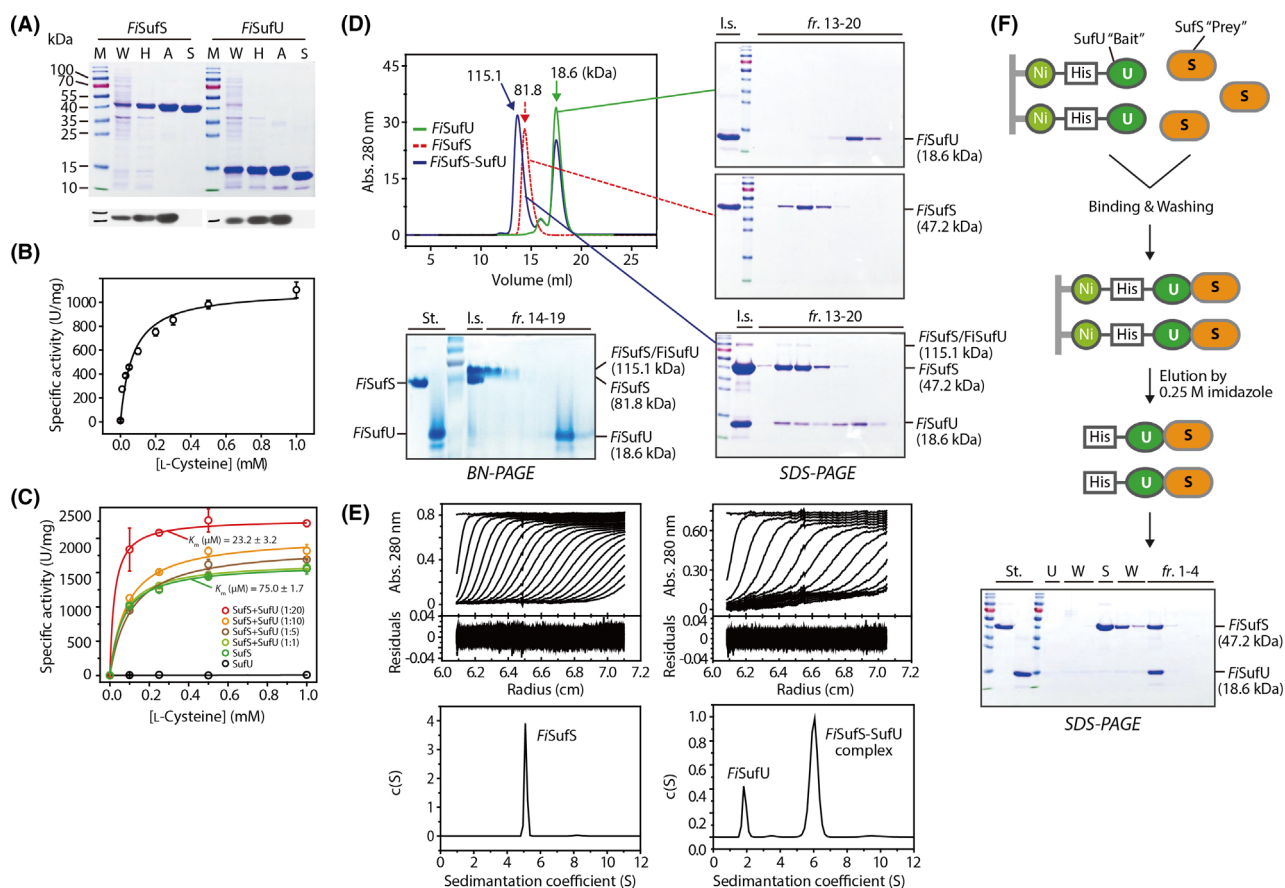 (A)
FiSufS
FiSufU
kDa
M W H A S
M W H A S
100
70
55
40
35
25
15
10
(B)
Specific activity (U/mg)
1000
800
600
400
200
0
0.0 0.2 0.4 0.6 0.8 1.0
[L-Cysteine] (mM)
(C)
Specific activity (U/mg)
2500
2000
1500
1000
500
0
Km (μM) = 23.2 ± 3.2
Km (μM) = 75.0 ± 1.7
SufS+SufU (1:20)
SufS+SufU (1:10)
SufS+SufU (1:5)
SufS+SufU (1:1)
SufS
SufU
0.0 0.2 0.4 0.6 0.8 1.0
[L-Cysteine] (mM)
(D)
115.1
18.6 (kDa)
81.8
Abs. 280 nm
45
30
15
0
FiSufU
FiSufS
FiSufS-SufU
5 10 15 20 25
Volume (ml)
l.s. fr. 13-20
FiSufU
(18.6 kDa)
FiSufS
(47.2 kDa)
St. l.s. fr. 14-19
FiSufS
FiSufU
FiSufS/FiSufU
(115.1 kDa)
FiSufS
(81.8 kDa)
FiSufU
(18.6 kDa)
BN-PAGE
l.s. fr. 13-20
FiSufS/FiSufU
(115.1 kDa)
FiSufS
(47.2 kDa)
FiSufU
(18.6 kDa)
SDS-PAGE
(E)
Abs. 280 nm
0.8
0.4
0
Residuals
0.04
0
-0.04
6.0 6.2 6.4 6.6 6.8 7.0 7.2
Radius (cm)
Abs. 280 nm
0.60
0.30
0
Residuals
0.04
0
-0.04
6.0 6.2 6.4 6.6 6.8 7.0 7.2
Radius (cm)
c(S)
4
3
2
1
0
FiSufS
0 2 4 6 8 10 12
Sedimantation coefficient (S)
c(S)
1.0
0.8
0.6
0.4
0.2
0.0
FiSufU
FiSufS-SufU
complex
0 2 4 6 8 10 12
Sedimantation coefficient (S)
(F)
SufU "Bait"
SufS "Prey"
Ni His U
Ni His U
S
S
S
Binding & Washing
Ni His U S
Ni His U S
Elution by
0.25 M imidazole
His U S
His U S
St. U W S W fr. 1-4
FiSufS
(47.2 kDa)
FiSufU
(18.6 kDa)
SDS-PAGE